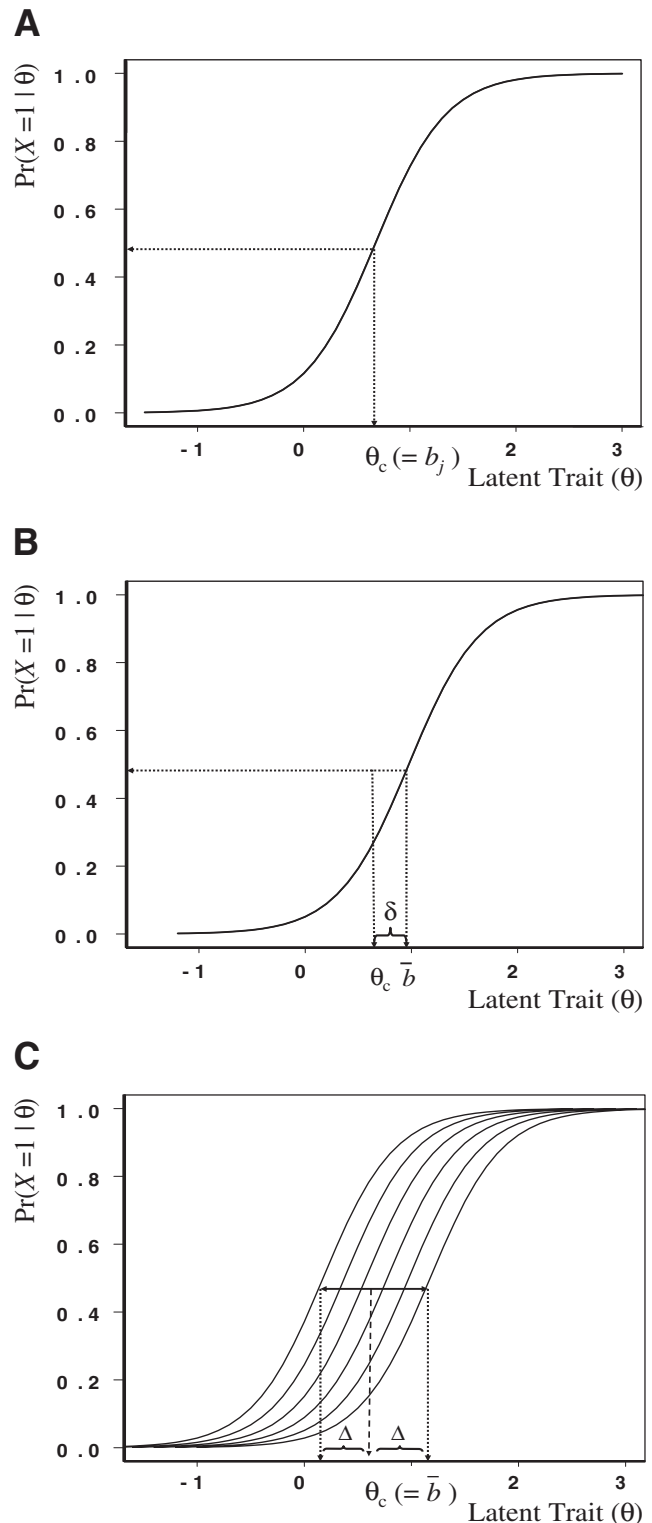 A
Pr(X =1 | θ)
1.0
0.8
0.6
0.4
0.2
0.0
-1 0 θc (= bj ) 2 3
Latent Trait (θ)
B
Pr(X =1 | θ)
1.0
0.8
0.6
0.4
0.2
0.0
δ
-1 0 θc b̄ 2 3
Latent Trait (θ)
C
Pr(X =1 | θ)
1.0
0.8
0.6
0.4
0.2
0.0
Δ Δ
-1 0 θc (= b̄ ) 2 3
Latent Trait (θ)